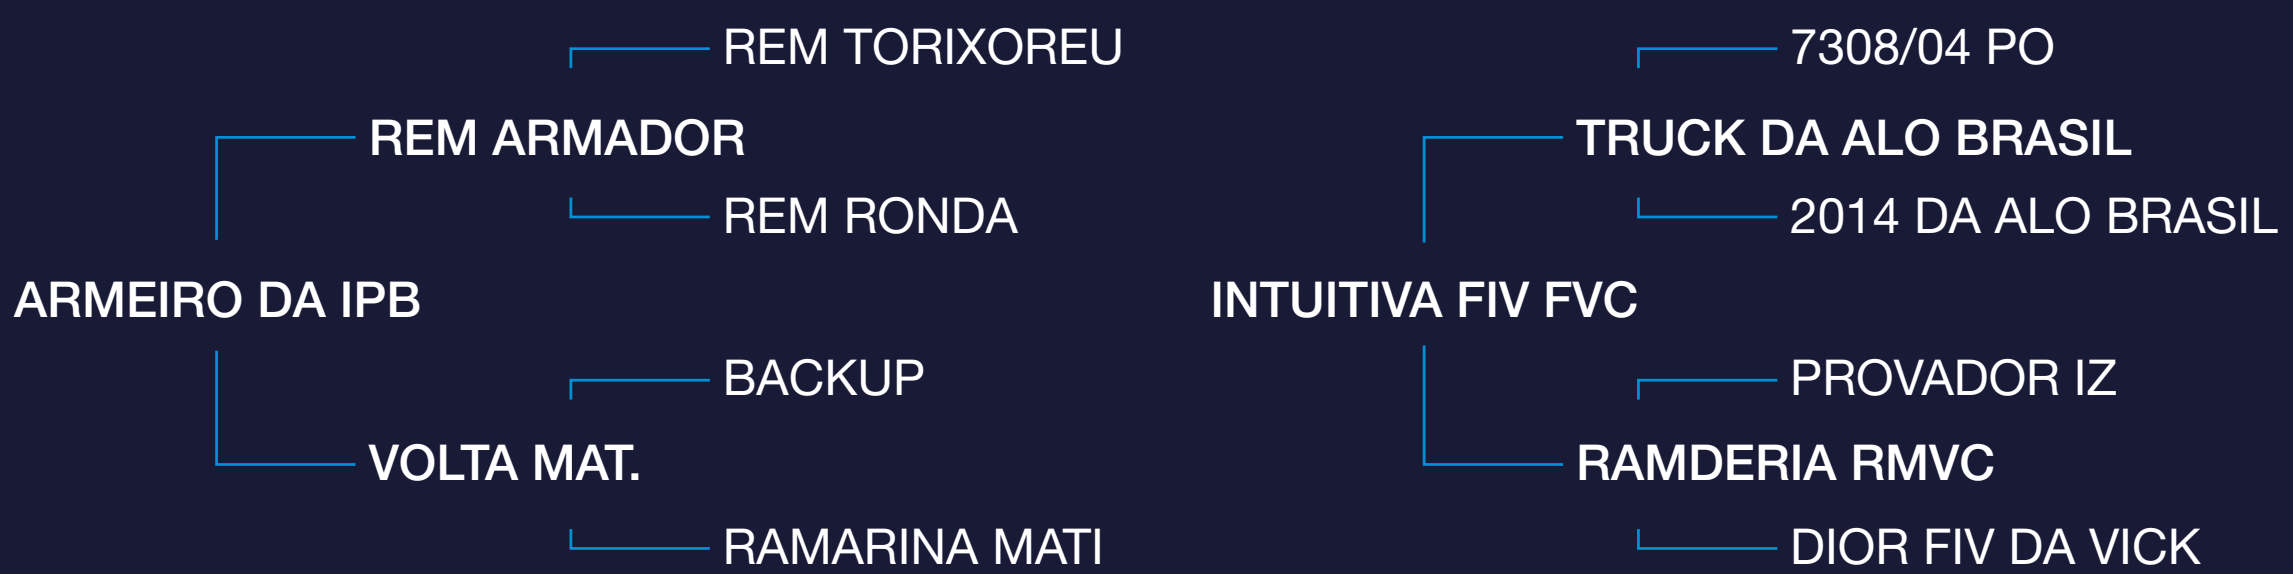 REM TORIXOREU
REM ARMADOR
REM RONDA
ARMEIRO DA IPB
BACKUP
VOLTA MAT.
RAMARINA MATI
7308/04 PO
TRUCK DA ALO BRASIL
2014 DA ALO BRASIL
INTUITIVA FIV FVC
PROVADOR IZ
RAMDERIA RMVC
DIOR FIV DA VICK